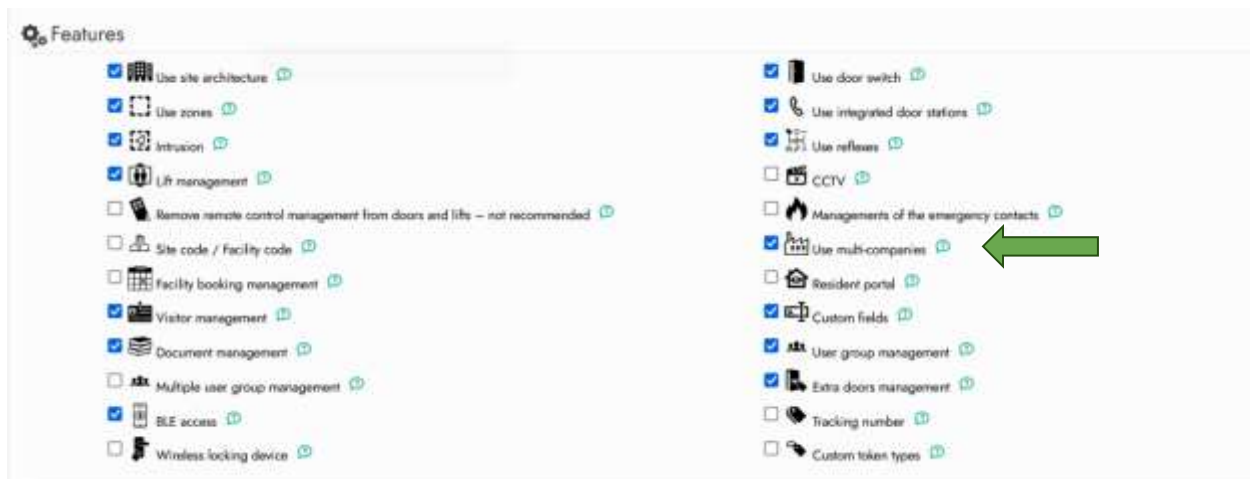 Features
Use site architecture
Use zones
Intrusion
Lift management
Remove remote control management from doors and lifts – not recommended
Site code / Facility code
Facility booking management
Visitor management
Document management
Multiple user group management
BLE access
Wireless locking device
Use door switch
Use integrated door stations
Use reflexes
CCTV
Managements of the emergency contacts
Use multi-companies
Resident portal
Custom fields
User group management
Extra doors management
Tracking number
Custom token types